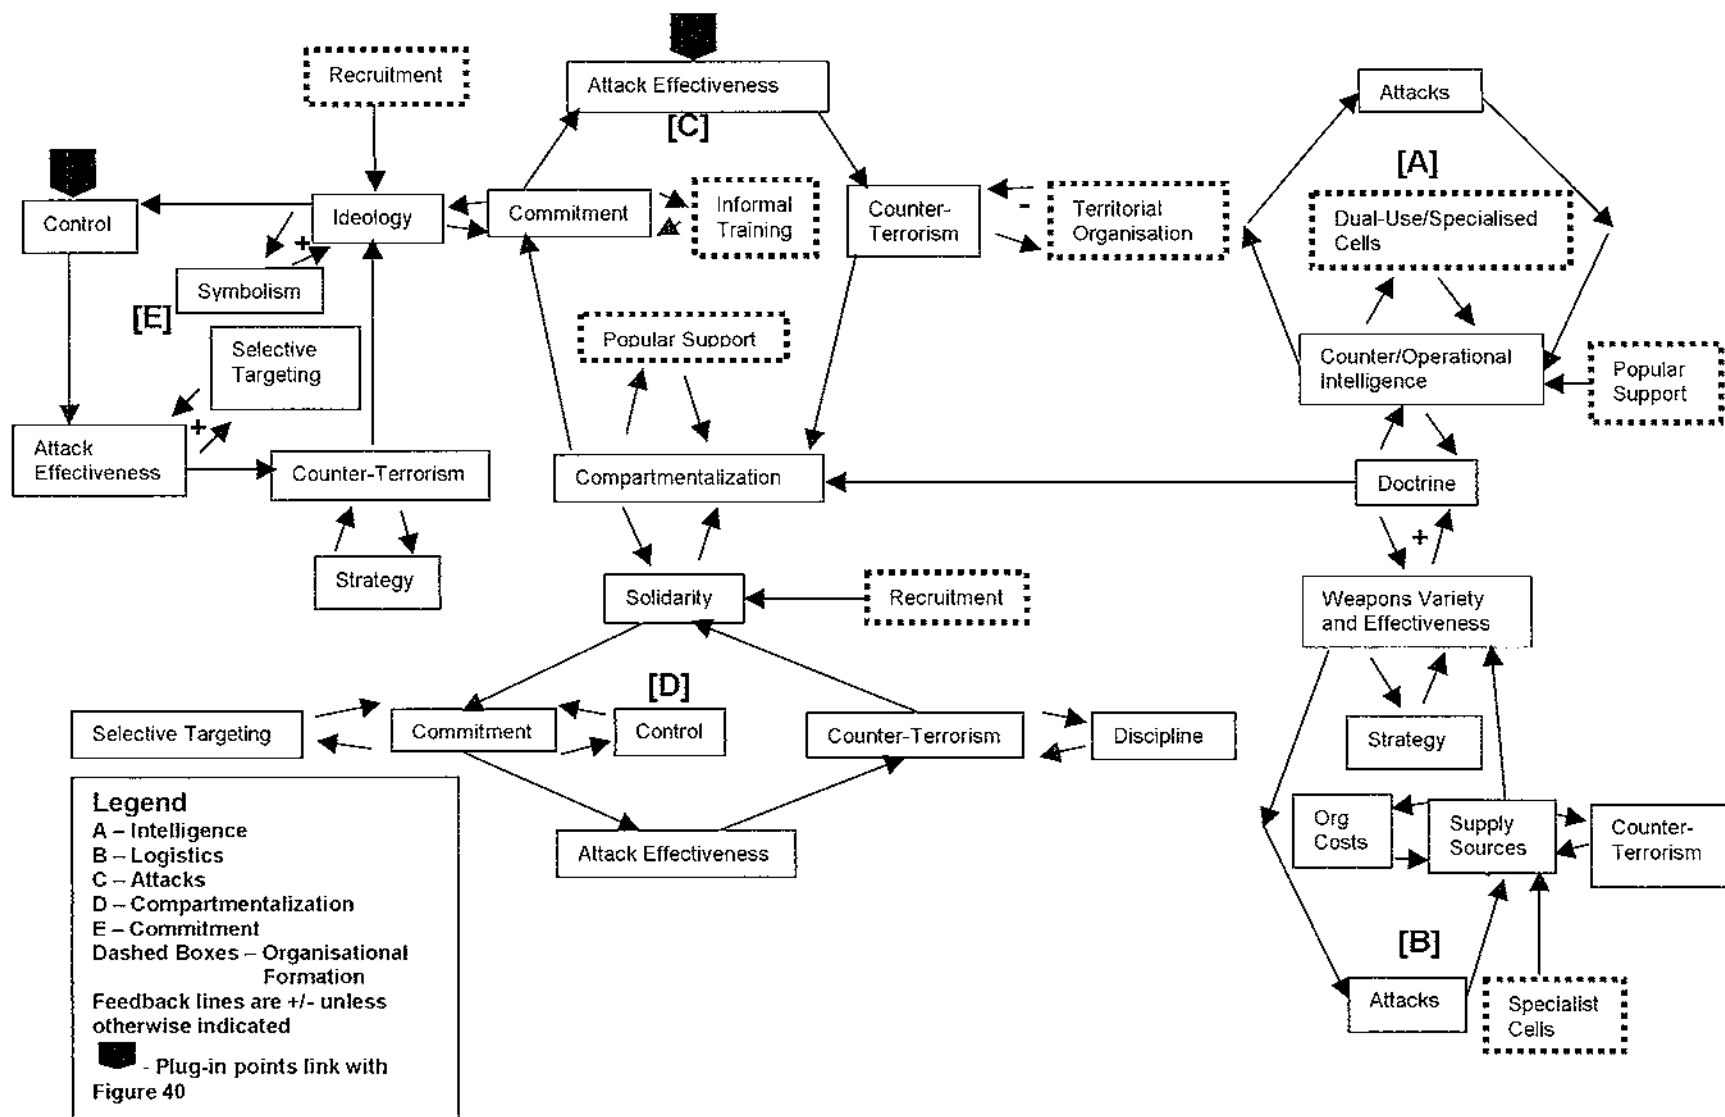 Recruitment
Attack Effectiveness
[C]
Attacks
[A]
Control
Ideology
Commitment
Informal
Training
Counter-
Terrorism
-
Territorial
Organisation
Dual-Use/Specialised
Cells
+
Symbolism
[E]
Selective
Targeting
Popular Support
Counter/Operational
Intelligence
Popular
Support
+
Attack
Effectiveness
Counter-Terrorism
Compartmentalization
Doctrine
+
Strategy
Solidarity
Recruitment
Weapons Variety
and Effectiveness
[D]
Selective Targeting
Commitment
Control
Counter-Terrorism
Discipline
Strategy
Attack Effectiveness
Org
Costs
Supply
Sources
Counter-
Terrorism
[B]
Attacks
Specialist
Cells
Legend
A – Intelligence
B – Logistics
C – Attacks
D – Compartmentalization
E – Commitment
Dashed Boxes – Organisational
Formation
Feedback lines are +/- unless
otherwise indicated
- Plug-in points link with
Figure 40